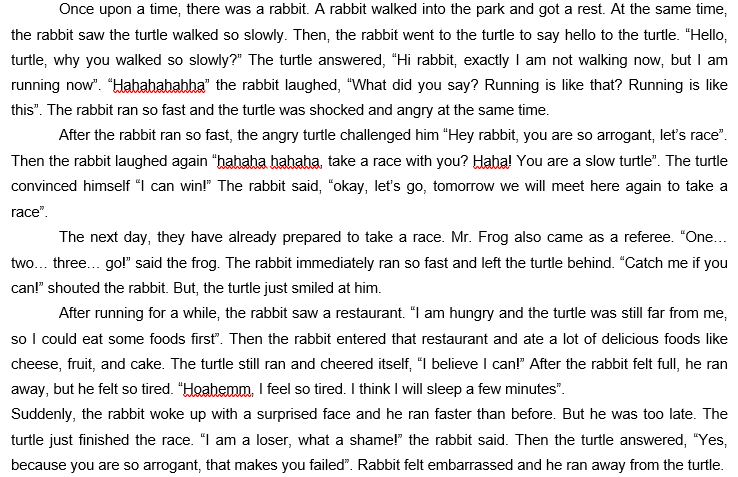 Once upon a time, there was a rabbit. A rabbit walked into the park and got a rest. At the same time,
the rabbit saw the turtle walked so slowly. Then, the rabbit went to the turtle to say hello to the turtle. “Hello,
turtle, why you walked so slowly?” The turtle answered, “Hi rabbit, exactly I am not walking now, but I am
running now”. “Hahahahahha” the rabbit laughed, “What did you say? Running is like that? Running is like
this”. The rabbit ran so fast and the turtle was shocked and angry at the same time.
After the rabbit ran so fast, the angry turtle challenged him “Hey rabbit, you are so arrogant, let’s race”.
Then the rabbit laughed again “hahaha hahaha, take a race with you? Haha! You are a slow turtle”. The turtle
convinced himself “I can win!” The rabbit said, “okay, let’s go, tomorrow we will meet here again to take a
race”.
The next day, they have already prepared to take a race. Mr. Frog also came as a referee. “One…
two… three… go!” said the frog. The rabbit immediately ran so fast and left the turtle behind. “Catch me if you
can!” shouted the rabbit. But, the turtle just smiled at him.
After running for a while, the rabbit saw a restaurant. “I am hungry and the turtle was still far from me,
so I could eat some foods first”. Then the rabbit entered that restaurant and ate a lot of delicious foods like
cheese, fruit, and cake. The turtle still ran and cheered itself, “I believe I can!” After the rabbit felt full, he ran
away, but he felt so tired. “Hoahemm, I feel so tired. I think I will sleep a few minutes”.
Suddenly, the rabbit woke up with a surprised face and he ran faster than before. But he was too late. The
turtle just finished the race. “I am a loser, what a shame!” the rabbit said. Then the turtle answered, “Yes,
because you are so arrogant, that makes you failed”. Rabbit felt embarrassed and he ran away from the turtle.